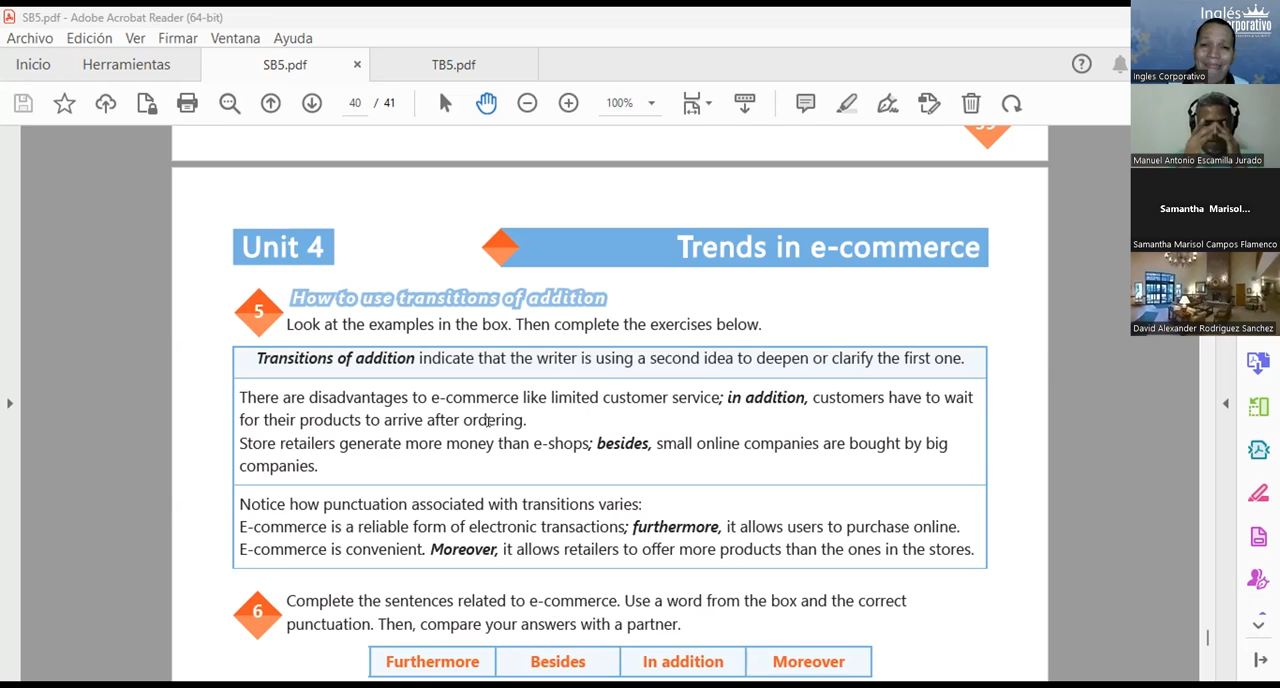 SB5.pdf - Adobe Acrobat Reader (64-bit)
Archivo Edición Ver Firmar Ventana Ayuda
Inicio Herramientas SB5.pdf × TB5.pdf
40 / 41 100%
Unit 4 Trends in e-commerce
5 How to use transitions of addition
Look at the examples in the box. Then complete the exercises below.
Transitions of addition indicate that the writer is using a second idea to deepen or clarify the first one.
There are disadvantages to e-commerce like limited customer service; in addition, customers have to wait
for their products to arrive after ordering.
Store retailers generate more money than e-shops; besides, small online companies are bought by big
companies.
Notice how punctuation associated with transitions varies:
E-commerce is a reliable form of electronic transactions; furthermore, it allows users to purchase online.
E-commerce is convenient. Moreover, it allows retailers to offer more products than the ones in the stores.
6 Complete the sentences related to e-commerce. Use a word from the box and the correct
punctuation. Then, compare your answers with a partner.
Furthermore Besides In addition Moreover
Inglés
Ingles Corporativo
Manuel Antonio Escamilla Jurado
Samantha Marisol...
Samantha Marisol Campos Flamenco
David Alexander Rodriguez Sanchez